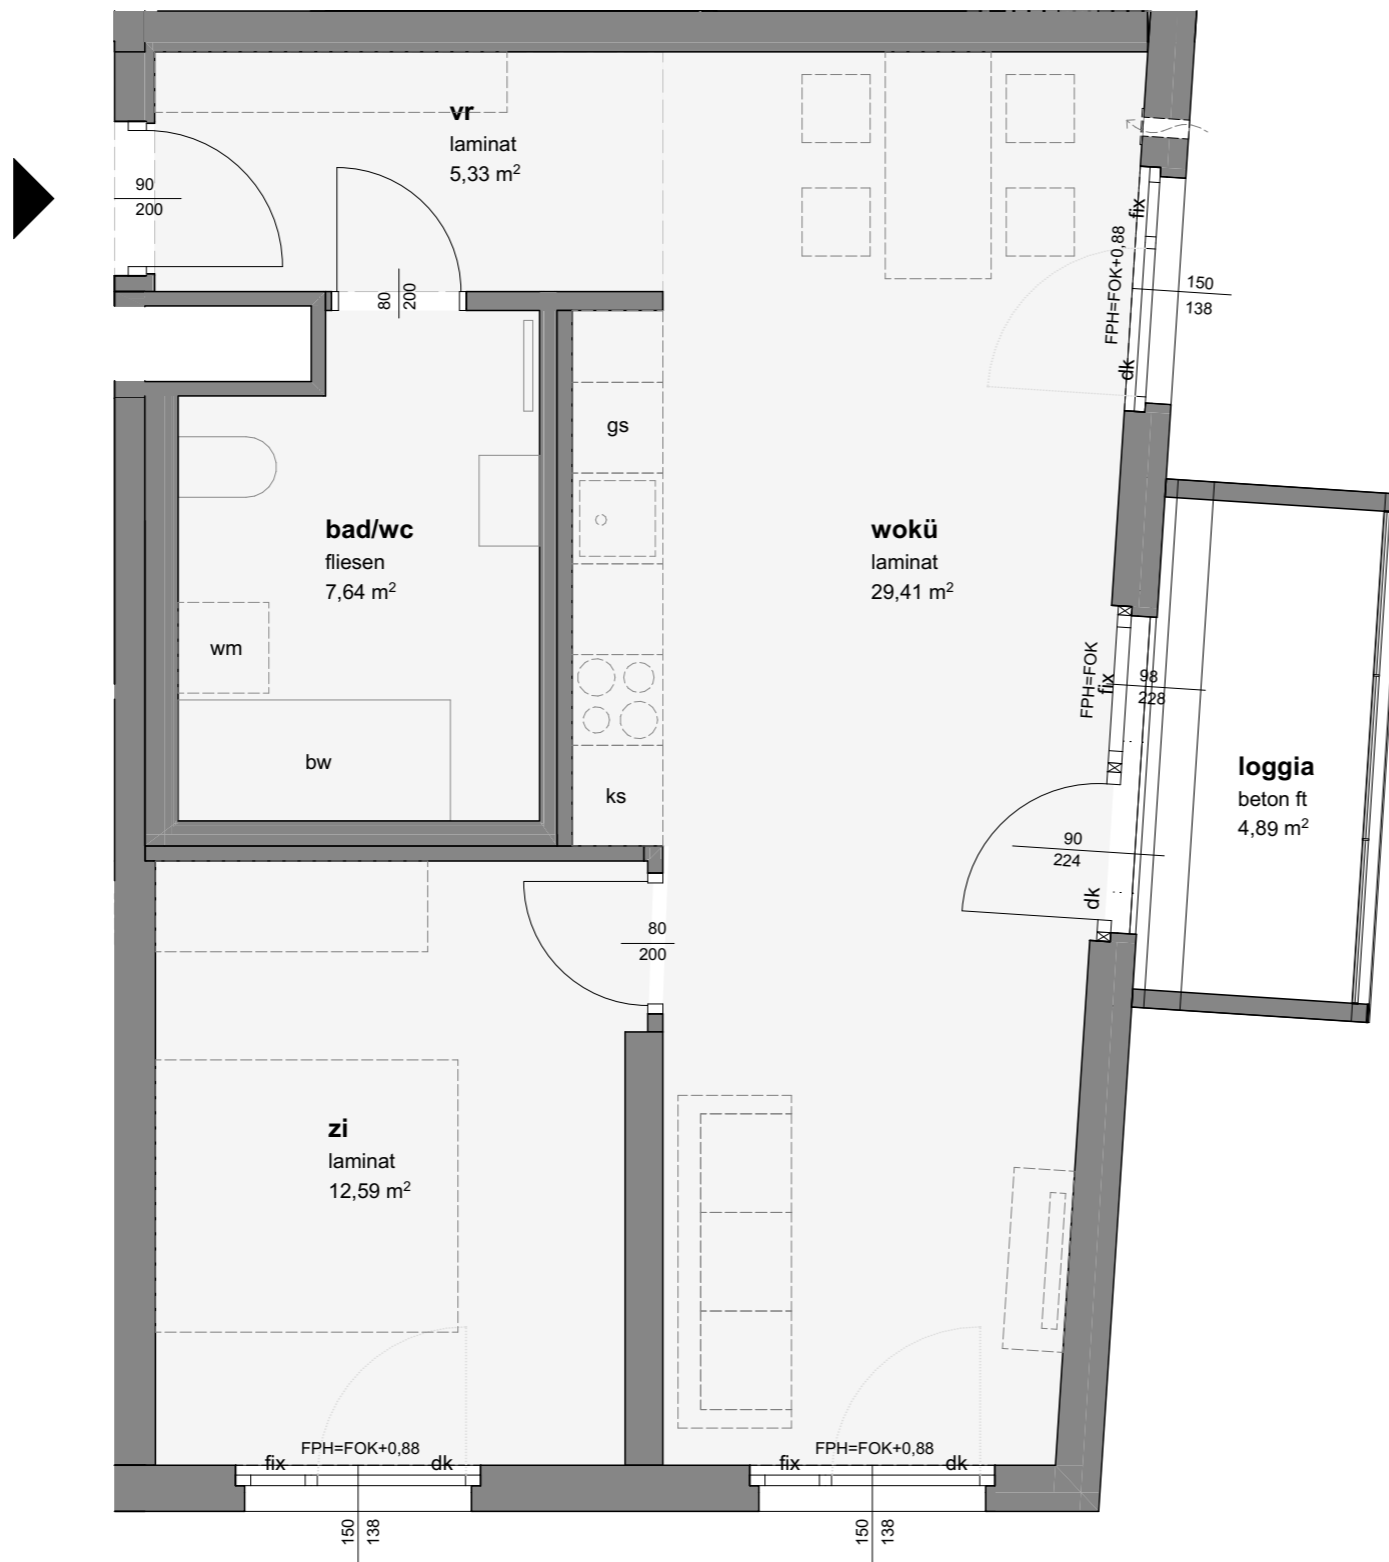 vr
laminat
5,33 m²
90
200
80
200
fix
FPH=FOK+0,88
dk
150
138
gs
bad/wc
fliesen
7,64 m²
wokü
laminat
29,41 m²
wm
bw
ks
FPH=FOK
fix
98
228
loggia
beton ft
4,89 m²
90
224
dk
80
200
zi
laminat
12,59 m²
FPH=FOK+0,88
fix
dk
150
138
FPH=FOK+0,88
fix
dk
150
138